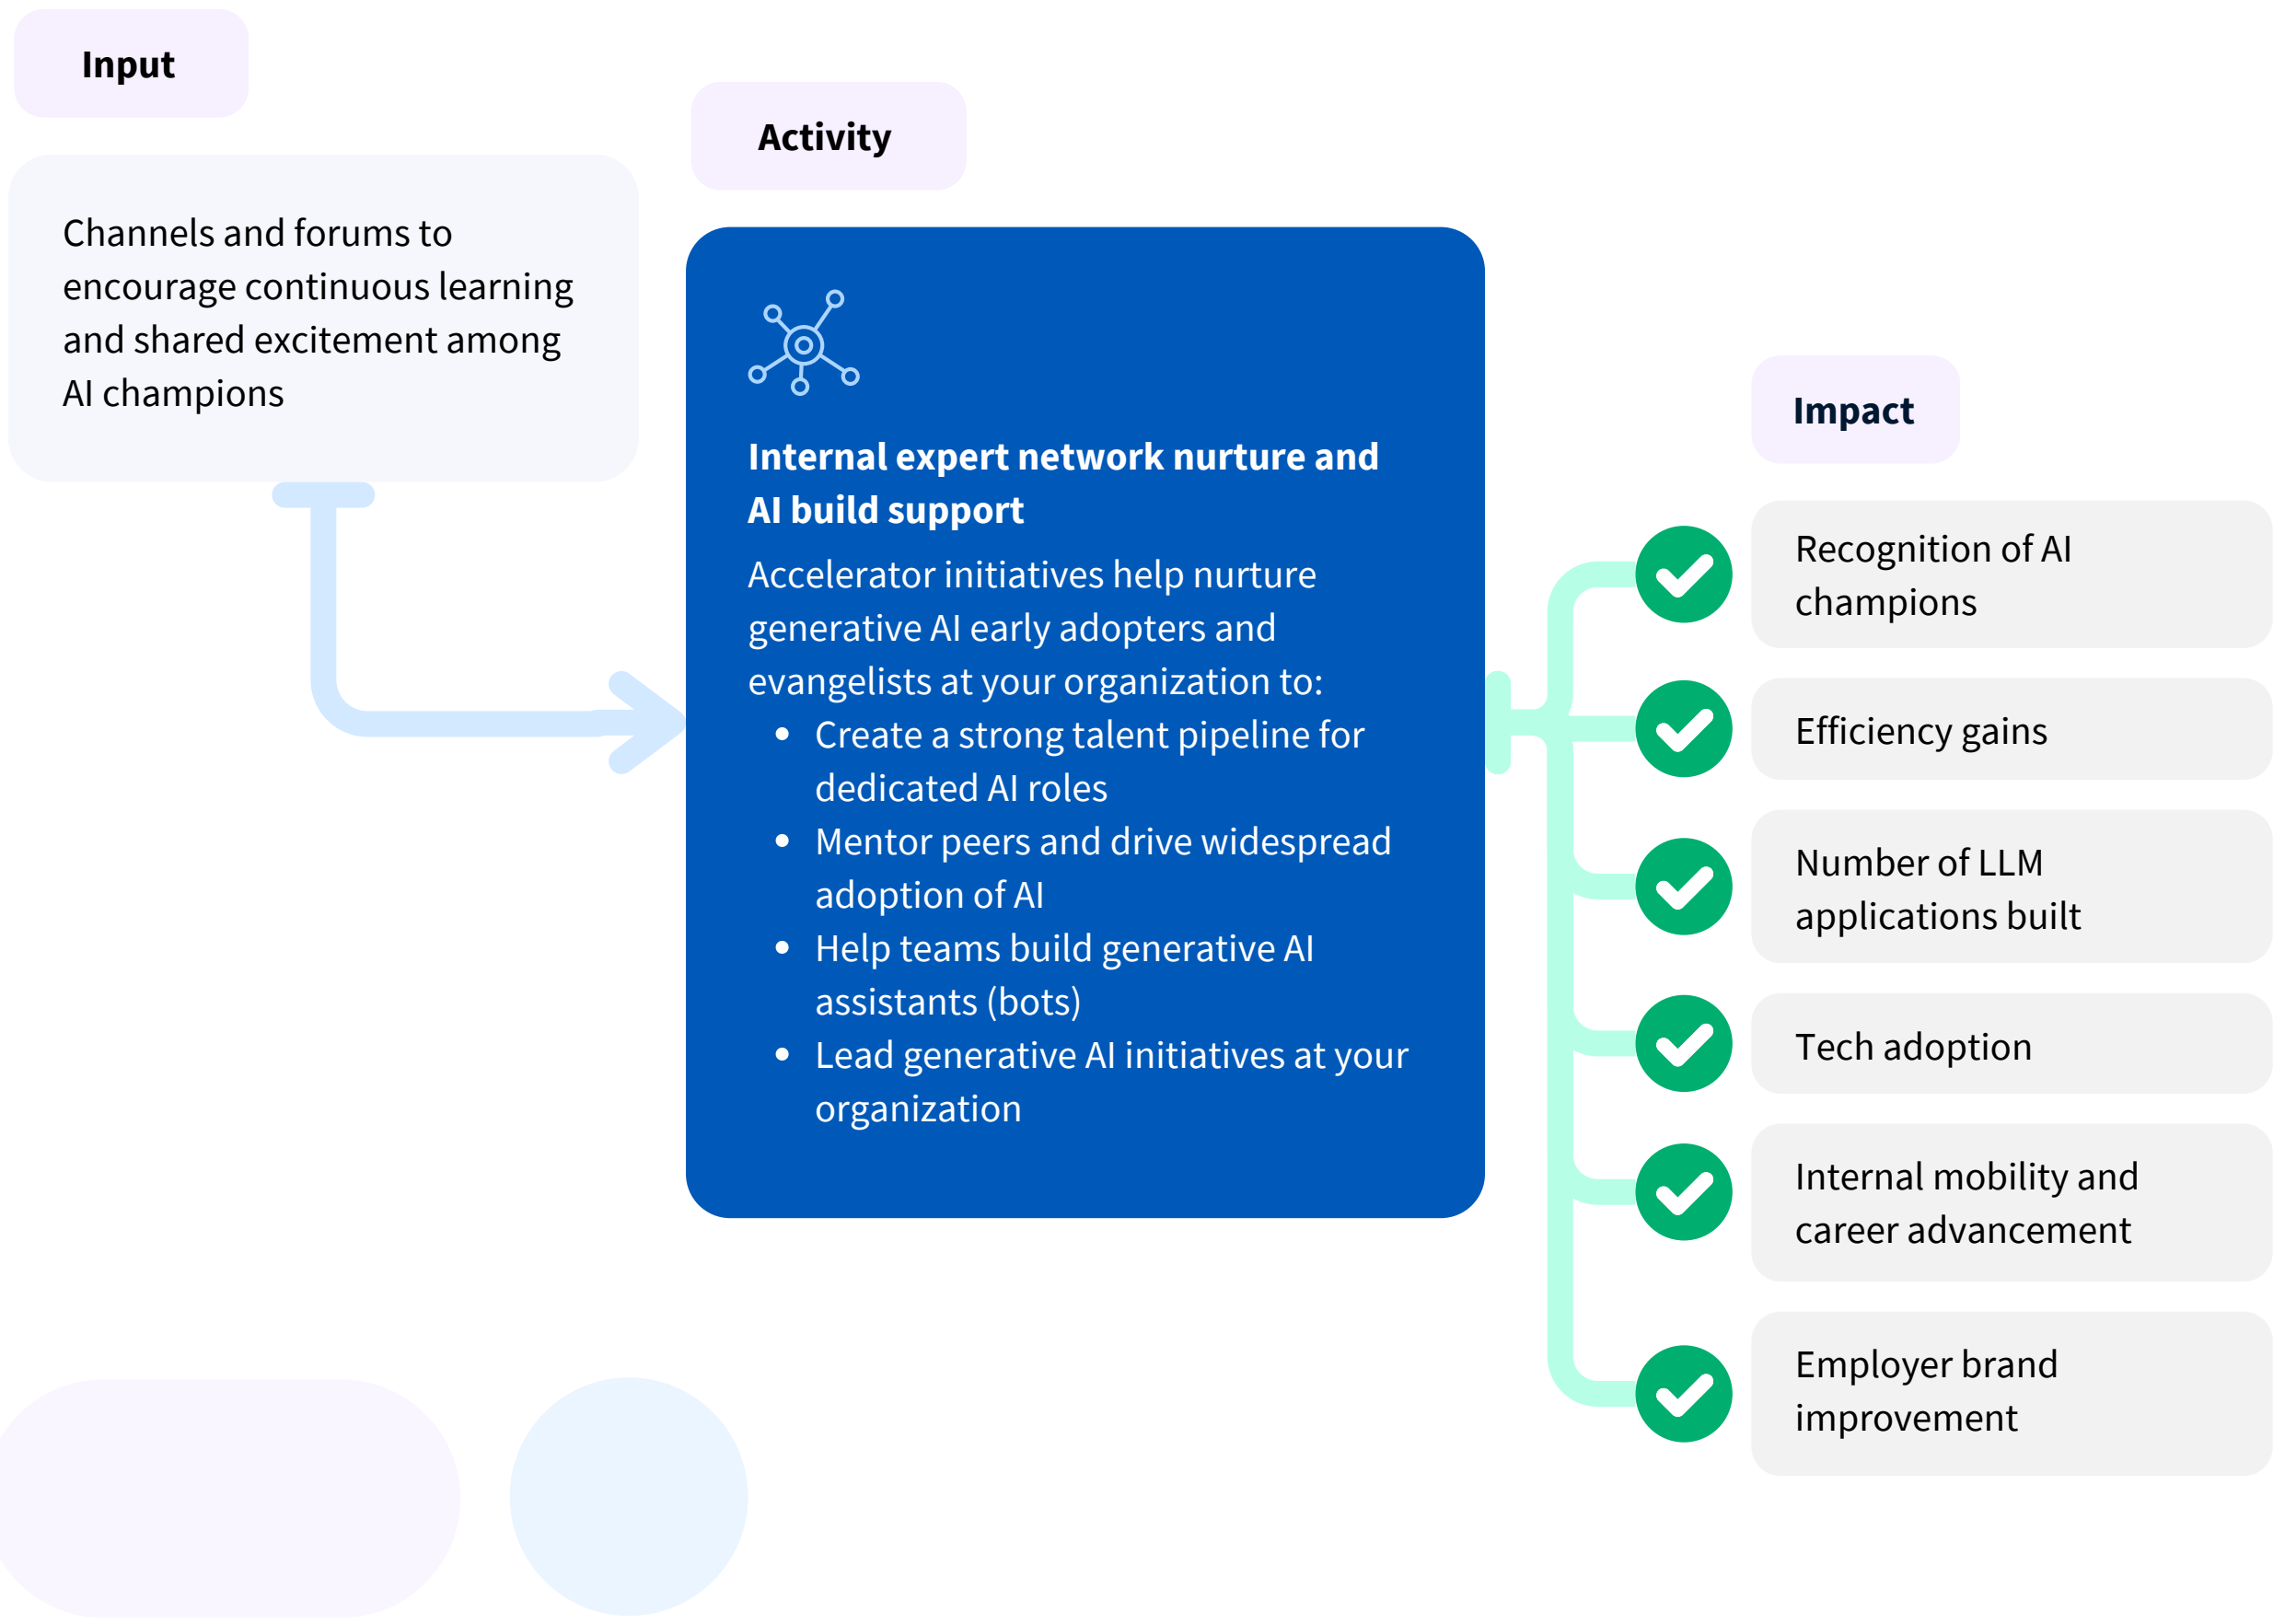 Input
Channels and forums to
encourage continuous learning
and shared excitement among
AI champions
Activity
Internal expert network nurture and
AI build support
Accelerator initiatives help nurture
generative AI early adopters and
evangelists at your organization to:
• Create a strong talent pipeline for
dedicated AI roles
• Mentor peers and drive widespread
adoption of AI
• Help teams build generative AI
assistants (bots)
• Lead generative AI initiatives at your
organization
Impact
Recognition of AI
champions
Efficiency gains
Number of LLM
applications built
Tech adoption
Internal mobility and
career advancement
Employer brand
improvement